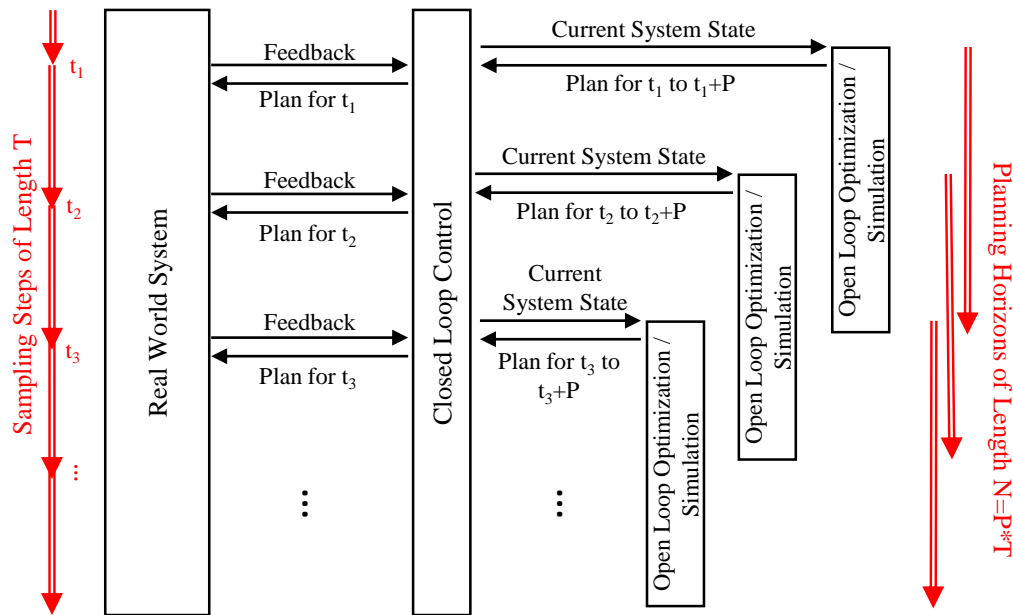 Sampling Steps of Length T
t₁
t₂
t₃
...
Real World System
Feedback
Plan for t₁
Feedback
Plan for t₂
Feedback
Plan for t₃
...
Closed Loop Control
Current System State
Plan for t₁ to t₁+P
Current System State
Plan for t₂ to t₂+P
Current
System State
Plan for t₃ to
t₃+P
...
Open Loop Optimization /
Simulation
Open Loop Optimization /
Simulation
Open Loop Optimization /
Simulation
Planning Horizons of Length N=P*T